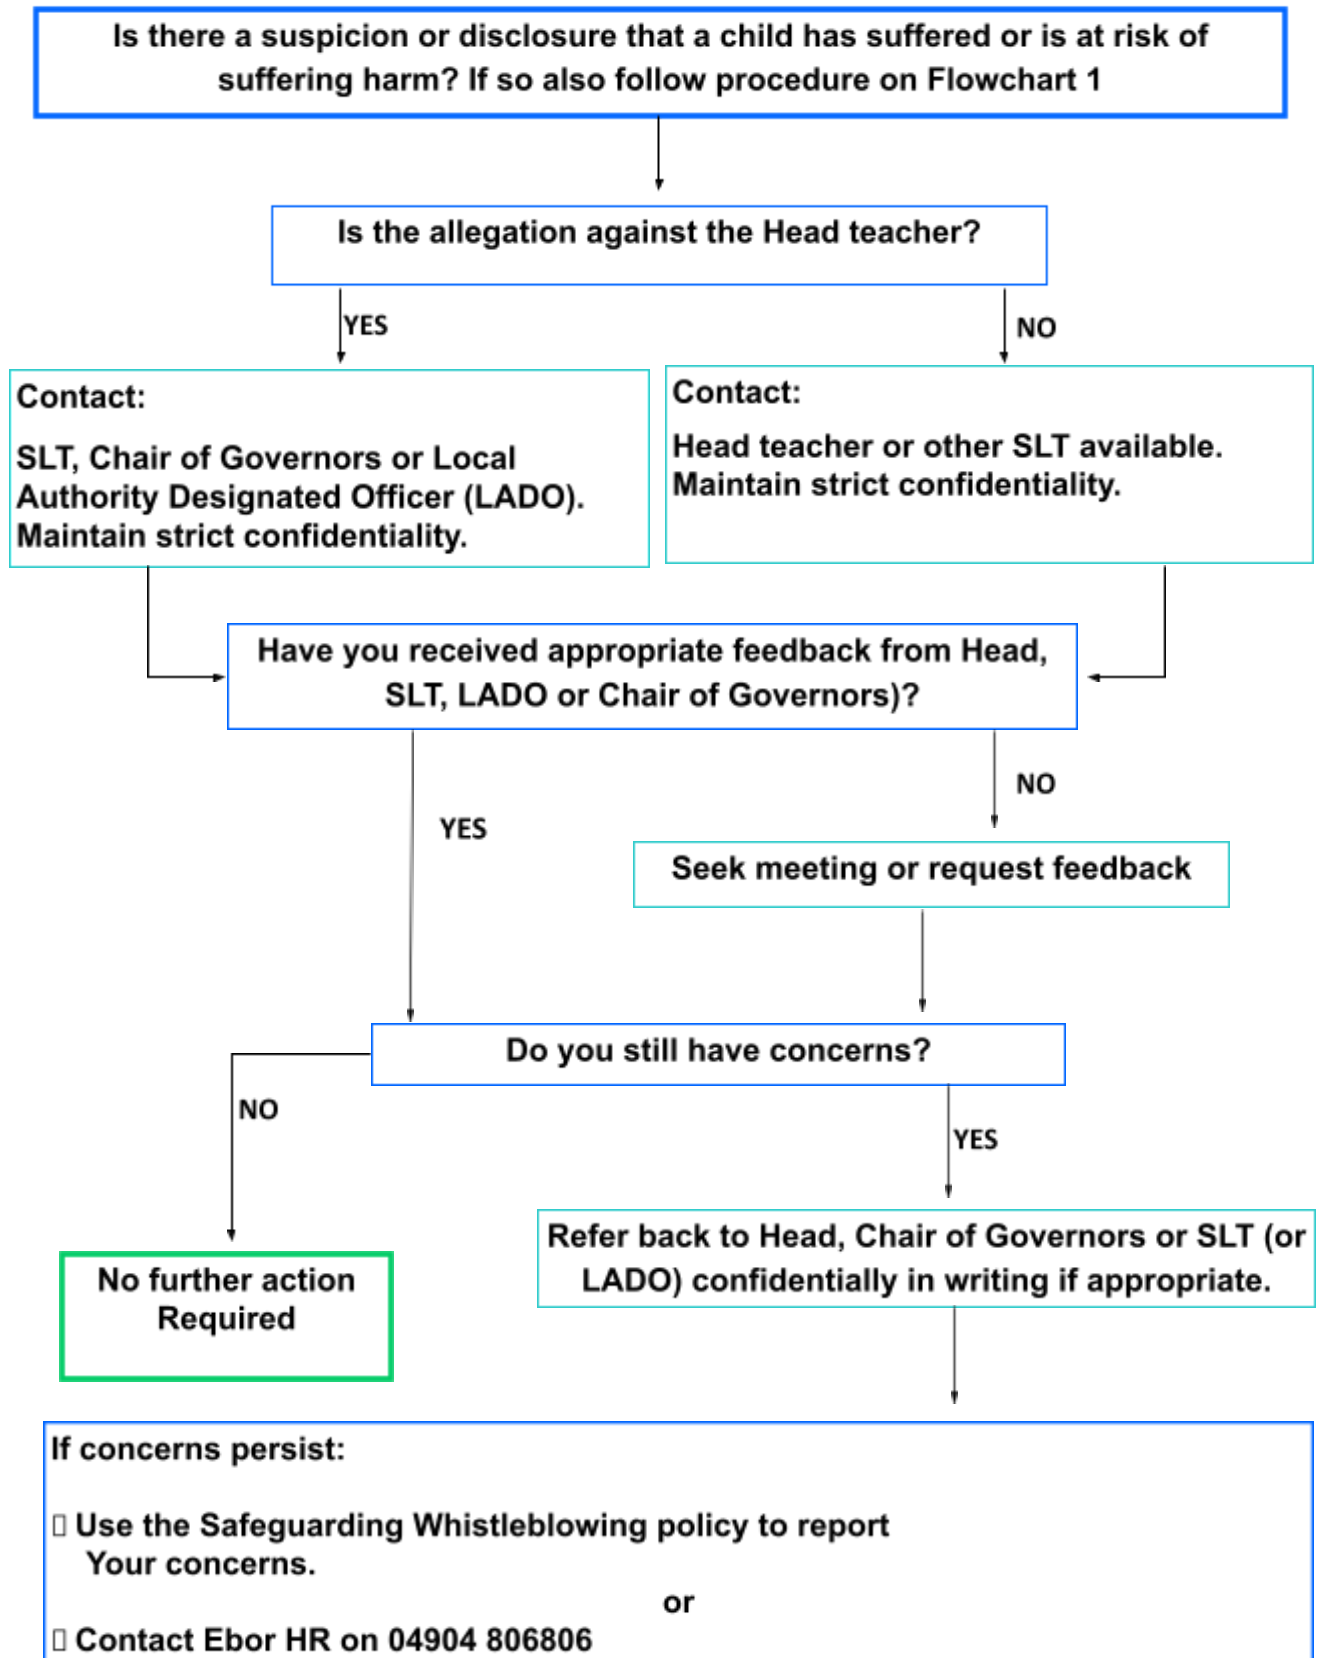 Is there a suspicion or disclosure that a child has suffered or is at risk of
suffering harm? If so also follow procedure on Flowchart 1
Is the allegation against the Head teacher?
YES
NO
Contact:
SLT, Chair of Governors or Local
Authority Designated Officer (LADO).
Maintain strict confidentiality.
Contact:
Head teacher or other SLT available.
Maintain strict confidentiality.
Have you received appropriate feedback from Head,
SLT, LADO or Chair of Governors)?
YES
NO
Seek meeting or request feedback
Do you still have concerns?
NO
YES
No further action
Required
Refer back to Head, Chair of Governors or SLT (or
LADO) confidentially in writing if appropriate.
If concerns persist:
▯ Use the Safeguarding Whistleblowing policy to report
Your concerns.
or
▯ Contact Ebor HR on 04904 806806